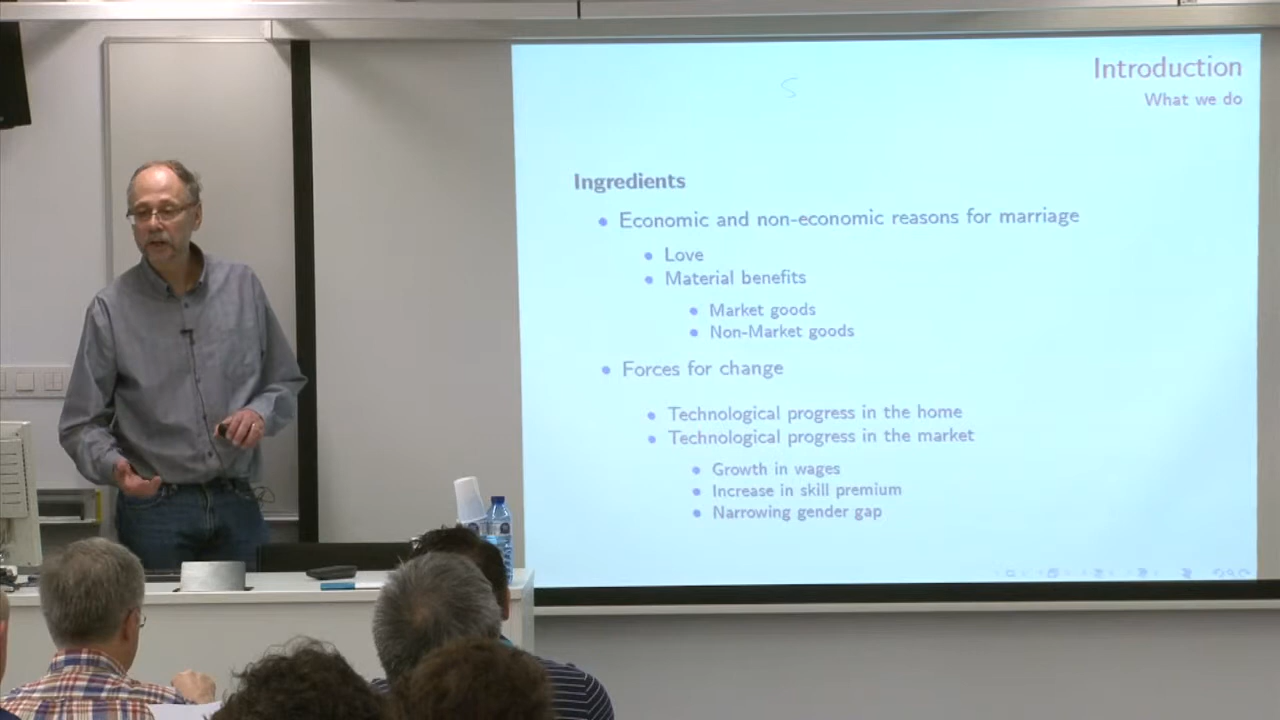 Introduction
What we do
Ingredients
• Economic and non-economic reasons for marriage
• Love
• Material benefits
• Market goods
• Non-Market goods
• Forces for change
• Technological progress in the home
• Technological progress in the market
• Growth in wages
• Increase in skill premium
• Narrowing gender gap